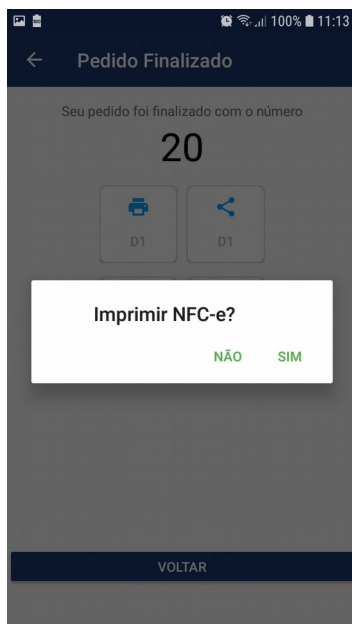 100% 11:13
Pedido Finalizado
Seu pedido foi finalizado com o número
20
D1 D1
Imprimir NFC-e?
NÃO SIM
VOLTAR